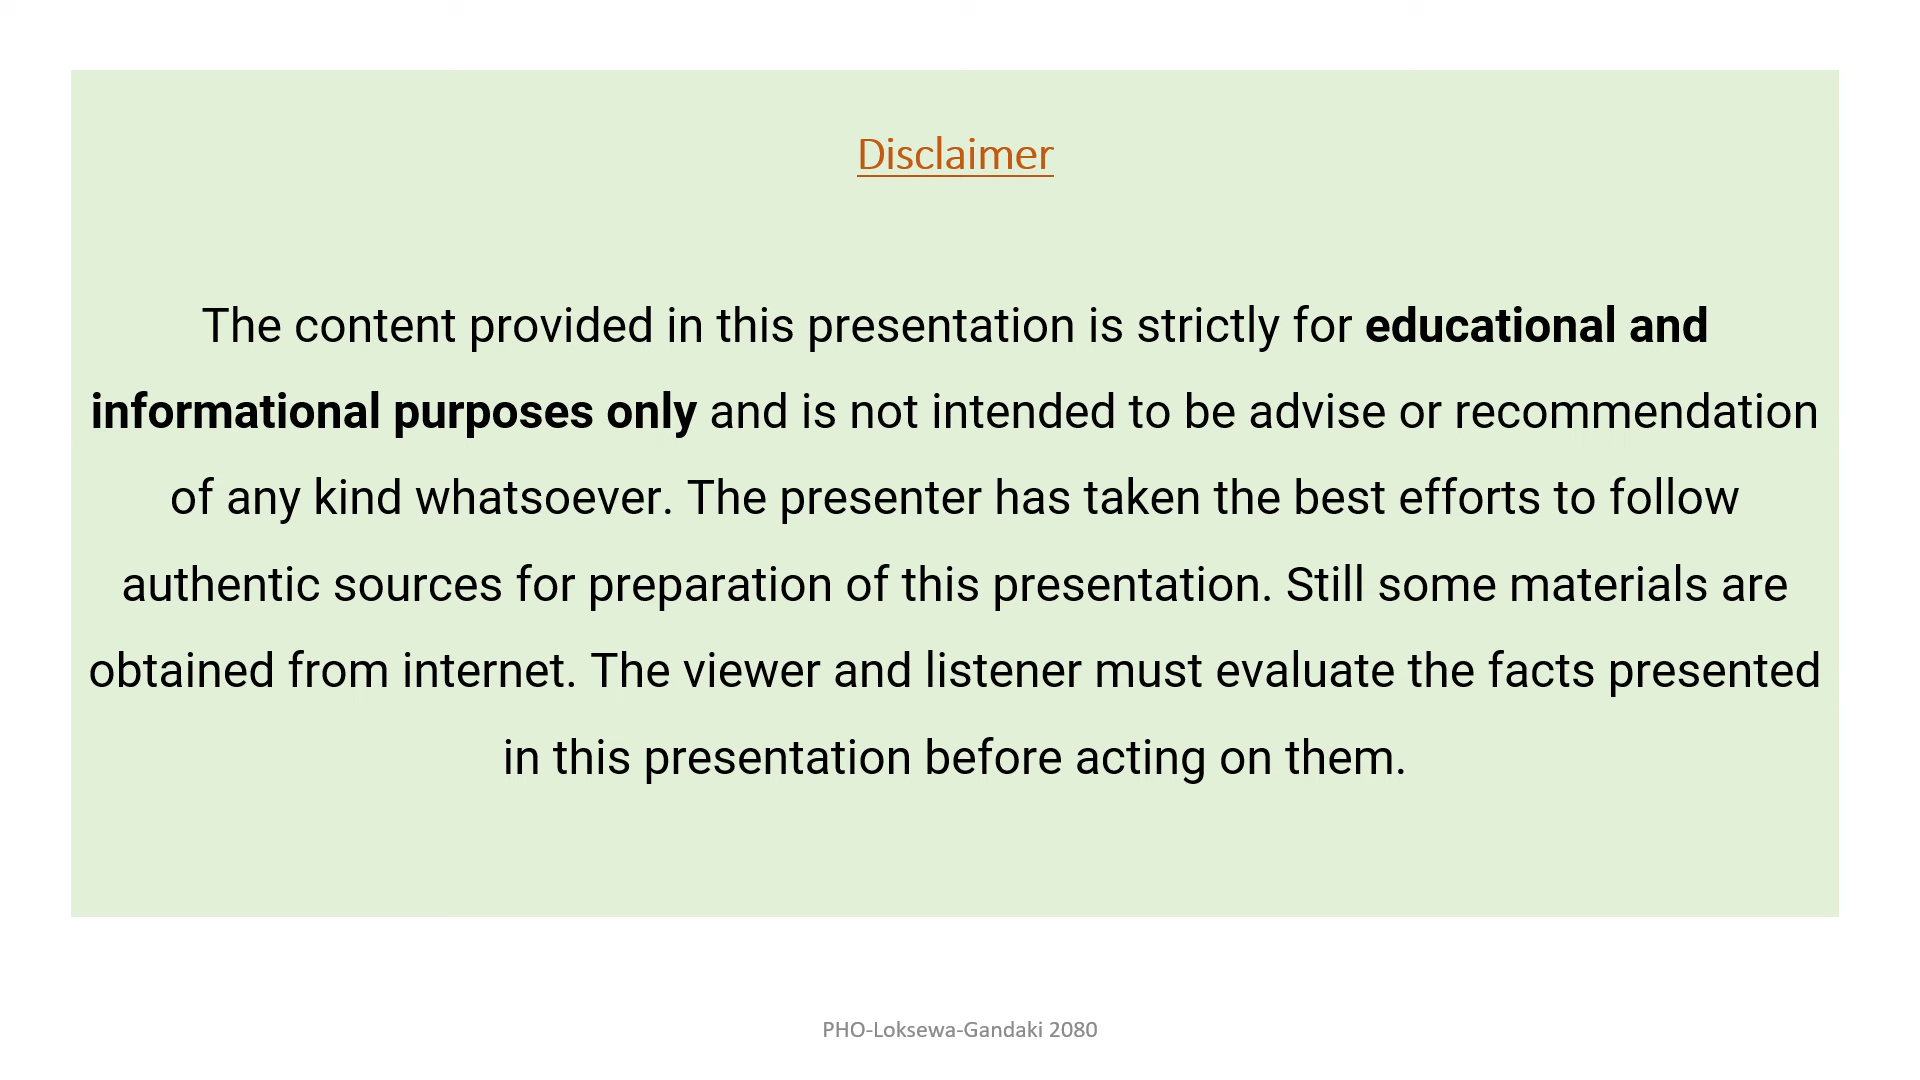 Disclaimer
The content provided in this presentation is strictly for educational and
informational purposes only and is not intended to be advise or recommendation
of any kind whatsoever. The presenter has taken the best efforts to follow
authentic sources for preparation of this presentation. Still some materials are
obtained from internet. The viewer and listener must evaluate the facts presented
in this presentation before acting on them.
PHO-Loksewa-Gandaki 2080